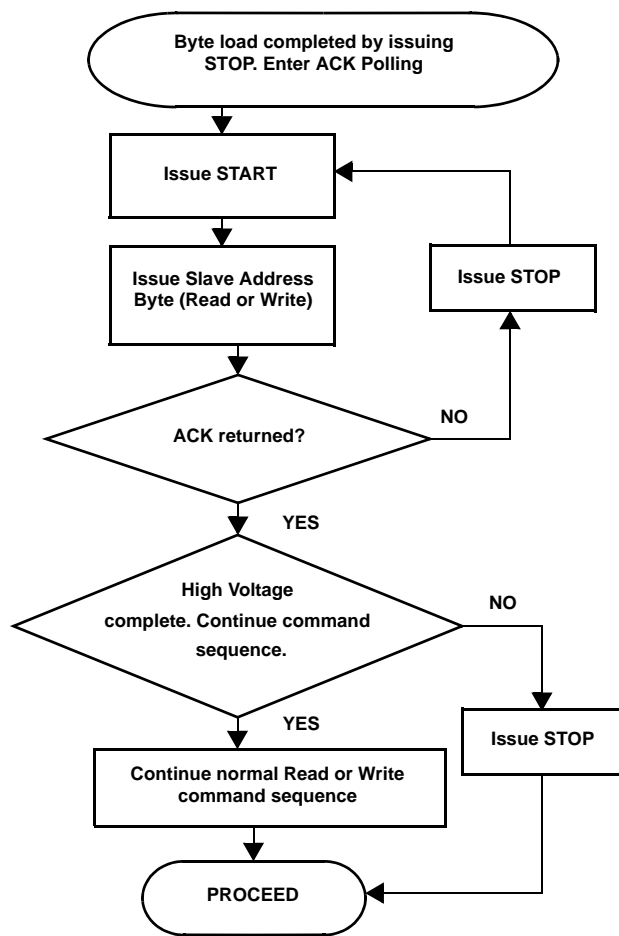 Byte load completed by issuing
STOP. Enter ACK Polling
Issue START
Issue Slave Address
Byte (Read or Write)
Issue STOP
ACK returned?
NO
YES
High Voltage
complete. Continue command
sequence.
NO
YES
Issue STOP
Continue normal Read or Write
command sequence
PROCEED